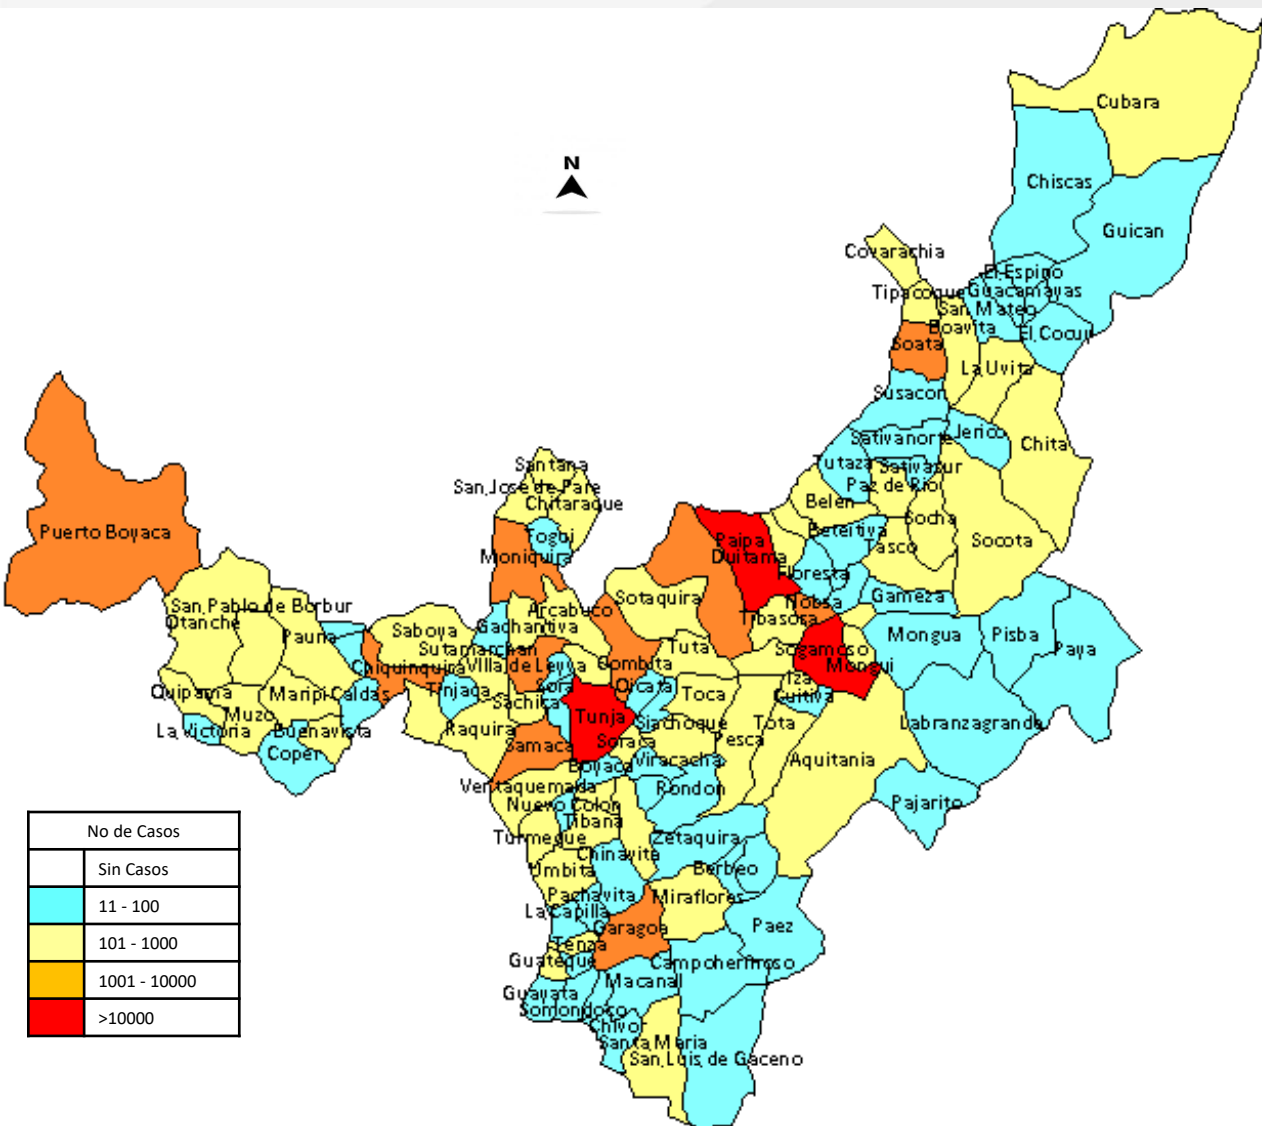 Cubara
N
Chiscas
Guican
Covarachia
El Espino
Tipacoque
Guacamayas
San Mateo
Boavita
El Cocuy
Soata
La Uvita
Susacon
Sativanorte
Jerico
Chita
Tutaza
Sativasur
Santana
San Jose de Pare
Paz de Rio
Chitaraque
Belen
Socha
Puerto Boyaca
Togui
Beteitiva
Paipa
Socota
Moniquira
Duitama
Tasco
Floresta
Gameza
San Pablo de Borbur
Sotaquira
Nobsa
Otanche
Arcabuco
Tibasosa
Pauna
Saboya
Gachantiva
Mongua
Pisba
Paya
Sutamarchan
Tuta
Sogamoso
Chiquinquira
Villa de Leyva
Combita
Mongui
Iza
Quipama
Maripi
Caldas
Tinjaca
Sora
Oicata
Toca
Cuitiva
Sachica
Muzo
Tunja
Siachoque
Tota
Labranzagrande
La Victoria
Buenavista
Raquira
Soraca
Pesca
Coper
Samaca
Aquitania
Boyaca
Viracacha
Ventaquemada
Rondon
Nuevo Colon
Pajarito
Tibana
Turmeque
Zetaquira
Chinavita
Umbita
Berbeo
Pachavita
Miraflores
La Capilla
Garagoa
Paez
Tenza
Guateque
Campohermoso
Macanal
Guayata
Somondoco
Chivor
Santa Maria
San Luis de Gaceno
No de Casos
Sin Casos
11 - 100
101 - 1000
1001 - 10000
>10000